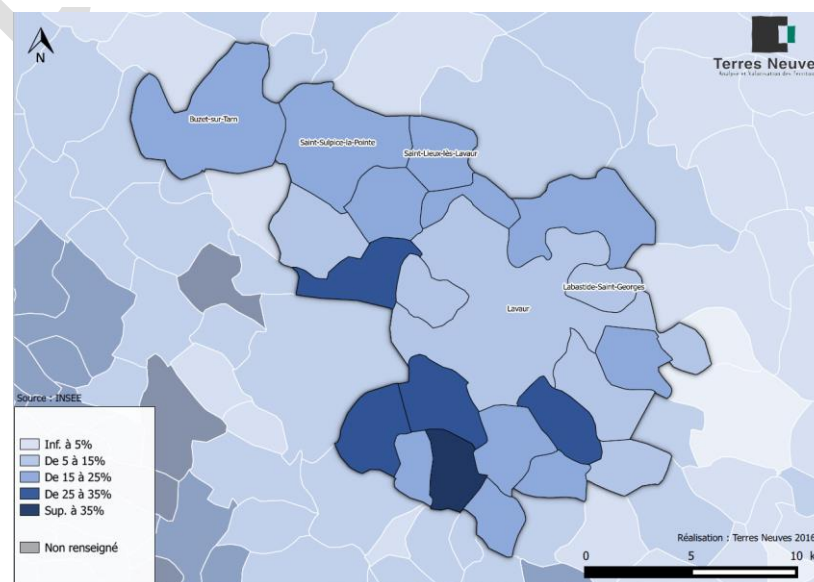 N
Terres Neuve
Buzet-sur-Tarn
Saint-Sulpice-la-Pointe
Saint-Lieux-lès-Lavaur
Labastide-Saint-Georges
Lavaur
Source : INSEE
Inf. à 5%
De 5 à 15%
De 15 à 25%
De 25 à 35%
Sup. à 35%
Non renseigné
Réalisation : Terres Neuves 2016
0 5 10 k